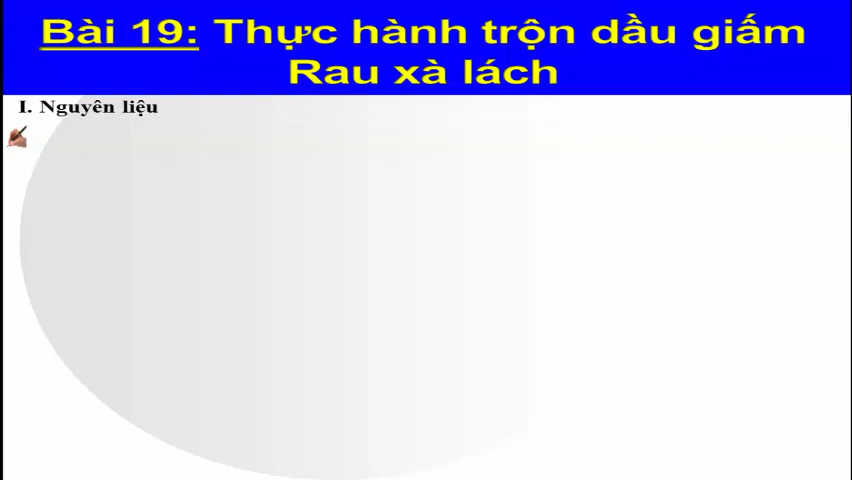 Bài 19: Thực hành trộn dầu giấm
Rau xà lách
I. Nguyên liệu